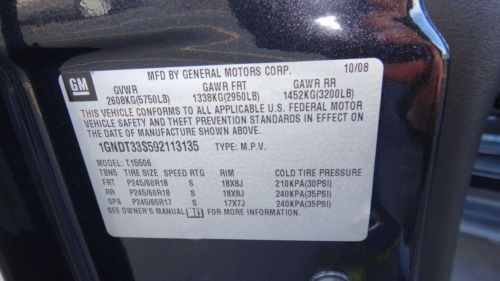 GM
MFD BY GENERAL MOTORS CORP. 10/08
GVWR GAWR FRT GAWR RR
2608KG(5750LB) 1338KG(2950LB) 1452KG(3200LB)
THIS VEHICLE CONFORMS TO ALL APPLICABLE U.S. FEDERAL MOTOR
VEHICLE SAFETY AND THEFT PREVENTION STANDARDS IN EFFECT ON
THE DATE OF MANUFACTURE SHOWN ABOVE.
1GNDT33S592113135 TYPE: M.P.V.
MODEL: T15506
TBN5 TIRE SIZE SPEED RTG RIM COLD TIRE PRESSURE
FRT P245/60R18 S 18X8J 210KPA(30PSI)
RR P245/60R18 S 18X8J 240KPA(35PSI)
SPA P245/65R17 S 17X7J 240KPA(35PSI)
SEE OWNER'S MANUAL